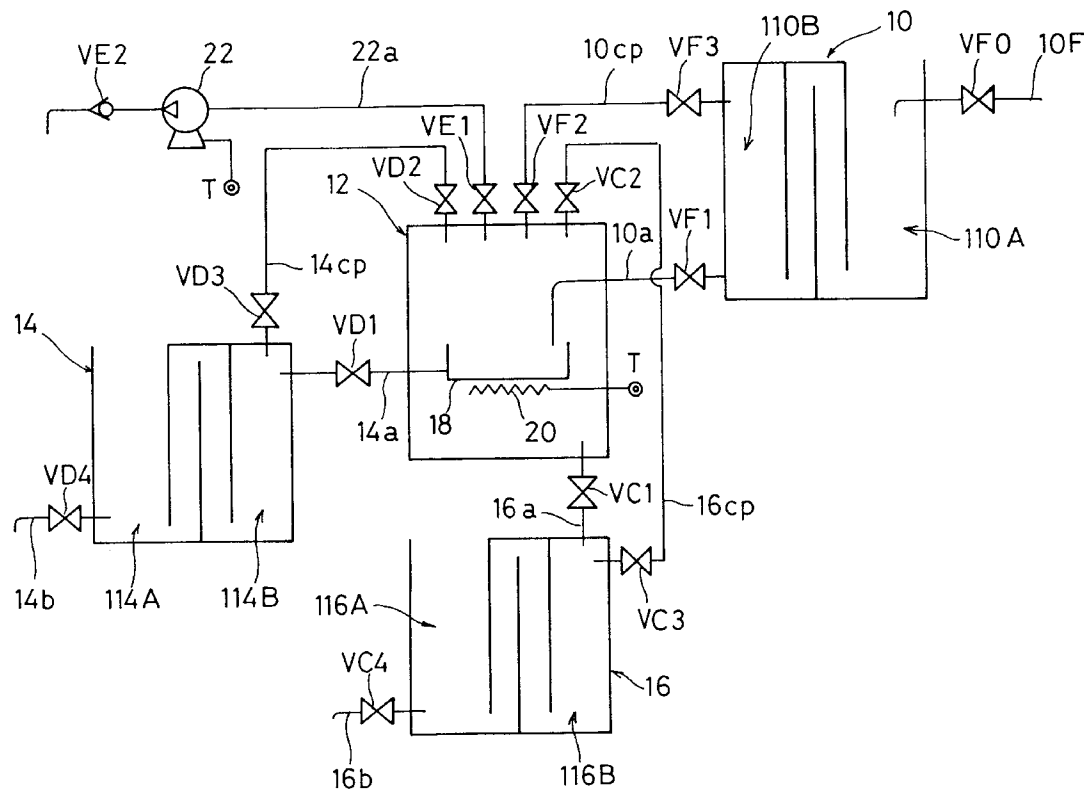 10
110B
VF0
10F
VE2
22
22a
10cp
VF3
VE1
VF2
VD2
VC2
T
12
10a
VF1
110A
14cp
VD3
14
VD1
T
18
20
14a
VD4
VC1
16a
16cp
14b
114A
114B
116A
VC3
VC4
16
16b
116B